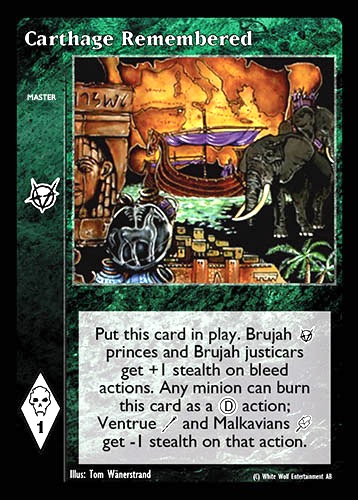 Carthage Remembered
MASTER
Put this card in play. Brujah
princes and Brujah justicars
get +1 stealth on bleed
actions. Any minion can burn
this card as a D action;
Ventrue and Malkavians
get -1 stealth on that action.
1
Illus: Tom Wänerstrand
(C) White Wolf Entertainment AB